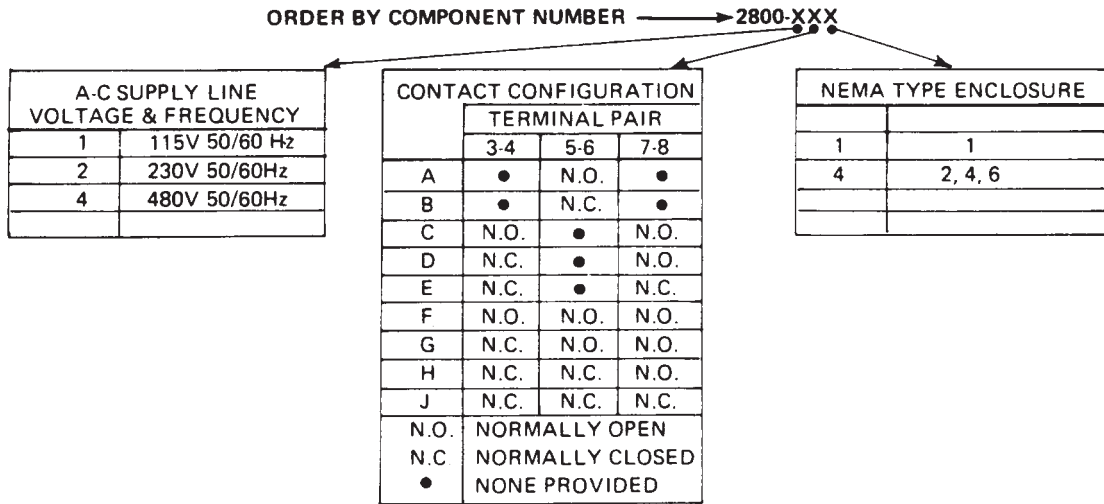 ORDER BY COMPONENT NUMBER 2800-XXX
A-C SUPPLY LINE
VOLTAGE & FREQUENCY
1 115V 50/60 Hz
2 230V 50/60Hz
4 480V 50/60Hz
CONTACT CONFIGURATION
TERMINAL PAIR
3-4 5-6 7-8
A ● N.O. ●
B ● N.C. ●
C N.O. ● N.O.
D N.C. ● N.O.
E N.C. ● N.C.
F N.O. N.O. N.O.
G N.C. N.O. N.O.
H N.C. N.C. N.O.
J N.C. N.C. N.C.
N.O. NORMALLY OPEN
N.C NORMALLY CLOSED
● NONE PROVIDED
NEMA TYPE ENCLOSURE
1 1
4 2, 4, 6